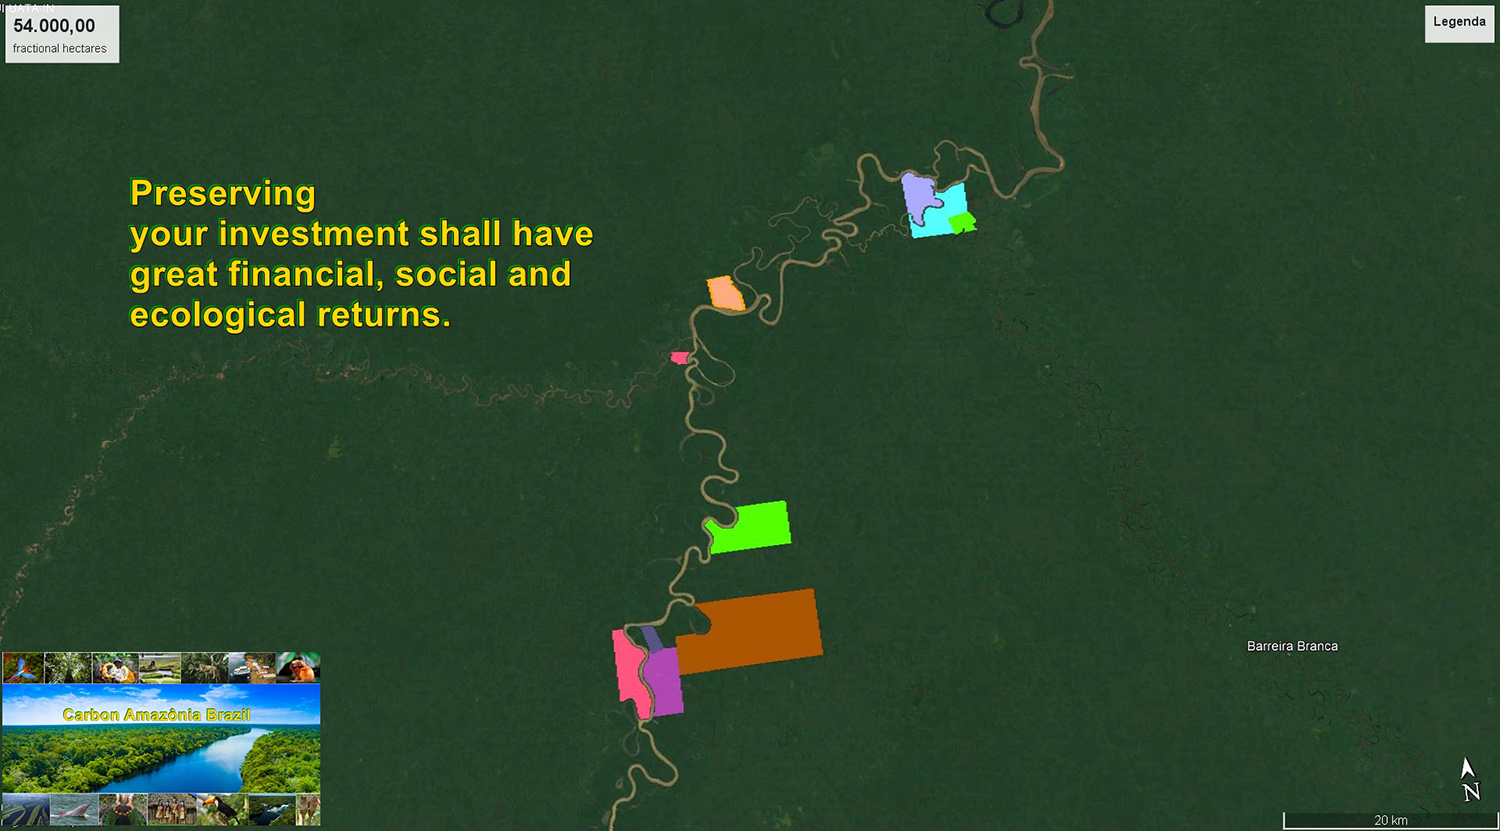 54.000,00
fractional hectares
Legenda
Preserving
your investment shall have
great financial, social and
ecological returns.
Barreira Branca
Carbon Amazônia Brazil
N
20 km